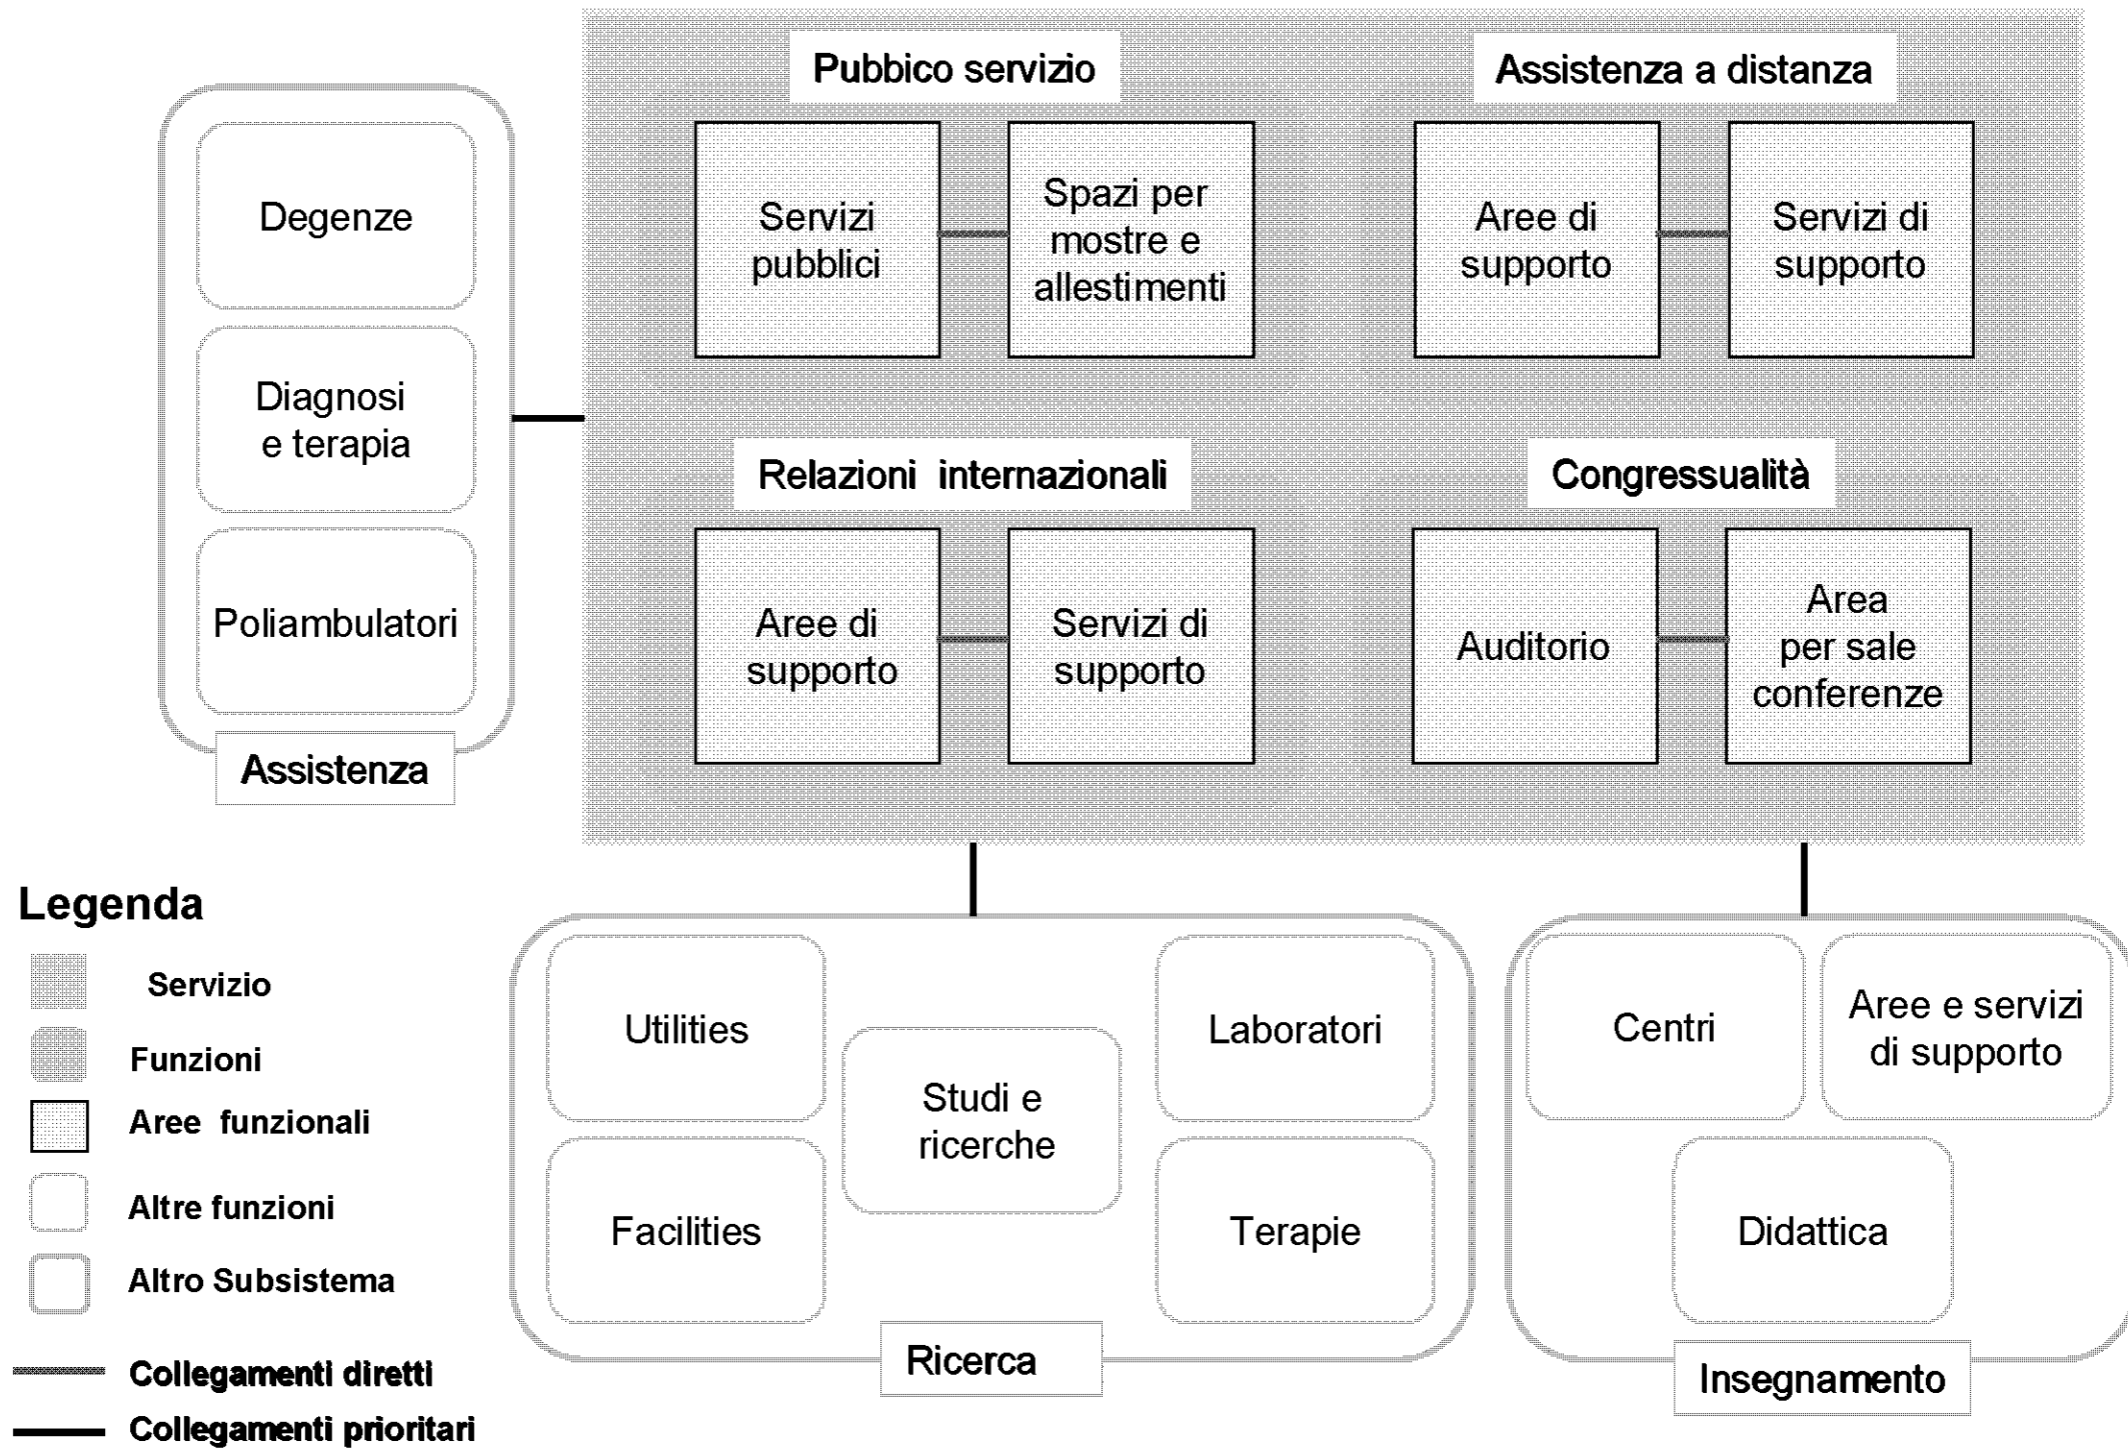 Pubbico servizio
Assistenza a distanza
Degenze
Servizi
pubblici
Spazi per
mostre e
allestimenti
Aree di
supporto
Servizi di
supporto
Diagnosi
e terapia
Relazioni internazionali
Congressualità
Poliambulatori
Aree di
supporto
Servizi di
supporto
Auditorio
Area
per sale
conferenze
Assistenza
Legenda
Servizio
Funzioni
Aree funzionali
Altre funzioni
Altro Subsistema
Collegamenti diretti
Collegamenti prioritari
Utilities
Laboratori
Studi e
ricerche
Facilities
Terapie
Ricerca
Centri
Aree e servizi
di supporto
Didattica
Insegnamento